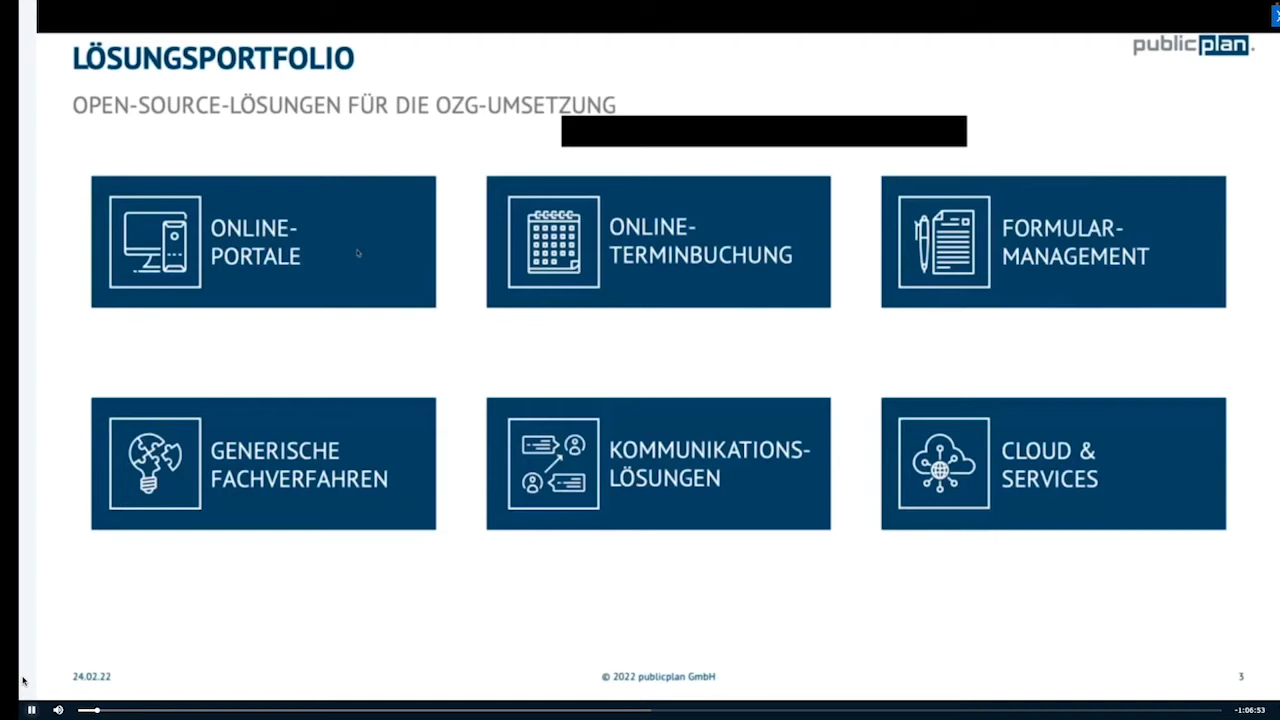 LÖSUNGSPORTFOLIO
publicplan.
OPEN-SOURCE-LÖSUNGEN FÜR DIE OZG-UMSETZUNG
ONLINE-
PORTALE
ONLINE-
TERMINBUCHUNG
FORMULAR-
MANAGEMENT
GENERISCHE
FACHVERFAHREN
KOMMUNIKATIONS-
LÖSUNGEN
CLOUD &
SERVICES
24.02.22
© 2022 publicplan GmbH
3
-1:06:53